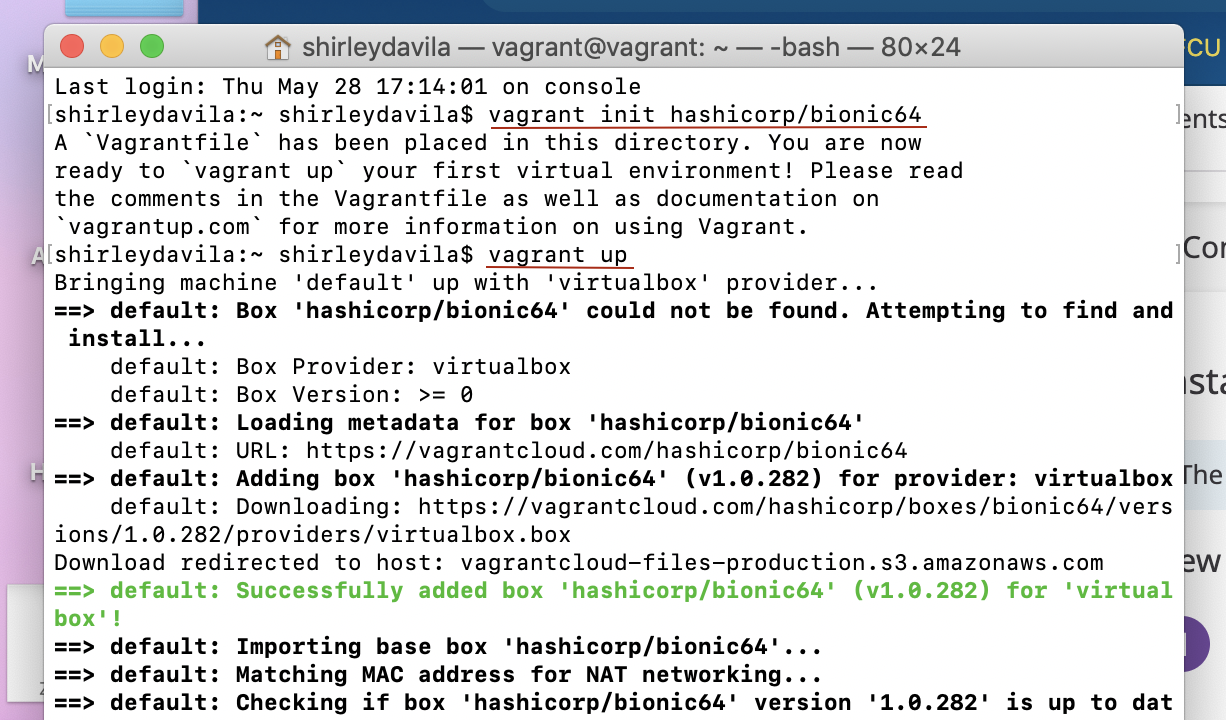 shirleydavila — vagrant@vagrant: ~ — -bash — 80×24
Last login: Thu May 28 17:14:01 on console
[shirleydavila:~ shirleydavila$ vagrant init hashicorp/bionic64 ]
A `Vagrantfile` has been placed in this directory. You are now
ready to `vagrant up` your first virtual environment! Please read
the comments in the Vagrantfile as well as documentation on
`vagrantup.com` for more information on using Vagrant.
[shirleydavila:~ shirleydavila$ vagrant up ]
Bringing machine 'default' up with 'virtualbox' provider...
==> default: Box 'hashicorp/bionic64' could not be found. Attempting to find and
 install...
    default: Box Provider: virtualbox
    default: Box Version: >= 0
==> default: Loading metadata for box 'hashicorp/bionic64'
    default: URL: https://vagrantcloud.com/hashicorp/bionic64
==> default: Adding box 'hashicorp/bionic64' (v1.0.282) for provider: virtualbox
    default: Downloading: https://vagrantcloud.com/hashicorp/boxes/bionic64/vers
ions/1.0.282/providers/virtualbox.box
Download redirected to host: vagrantcloud-files-production.s3.amazonaws.com
==> default: Successfully added box 'hashicorp/bionic64' (v1.0.282) for 'virtual
box'!
==> default: Importing base box 'hashicorp/bionic64'...
==> default: Matching MAC address for NAT networking...
==> default: Checking if box 'hashicorp/bionic64' version '1.0.282' is up to dat
The